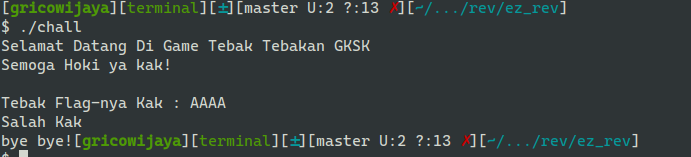 [gricowijaya][terminal][±][master U:2 ?:13 ✗][~/.../rev/ez_rev]
$ ./chall
Selamat Datang Di Game Tebak Tebakan GKSK
Semoga Hoki ya kak!
Tebak Flag-nya Kak : AAAA
Salah Kak
bye bye![gricowijaya][terminal][±][master U:2 ?:13 ✗][~/.../rev/ez_rev]
$